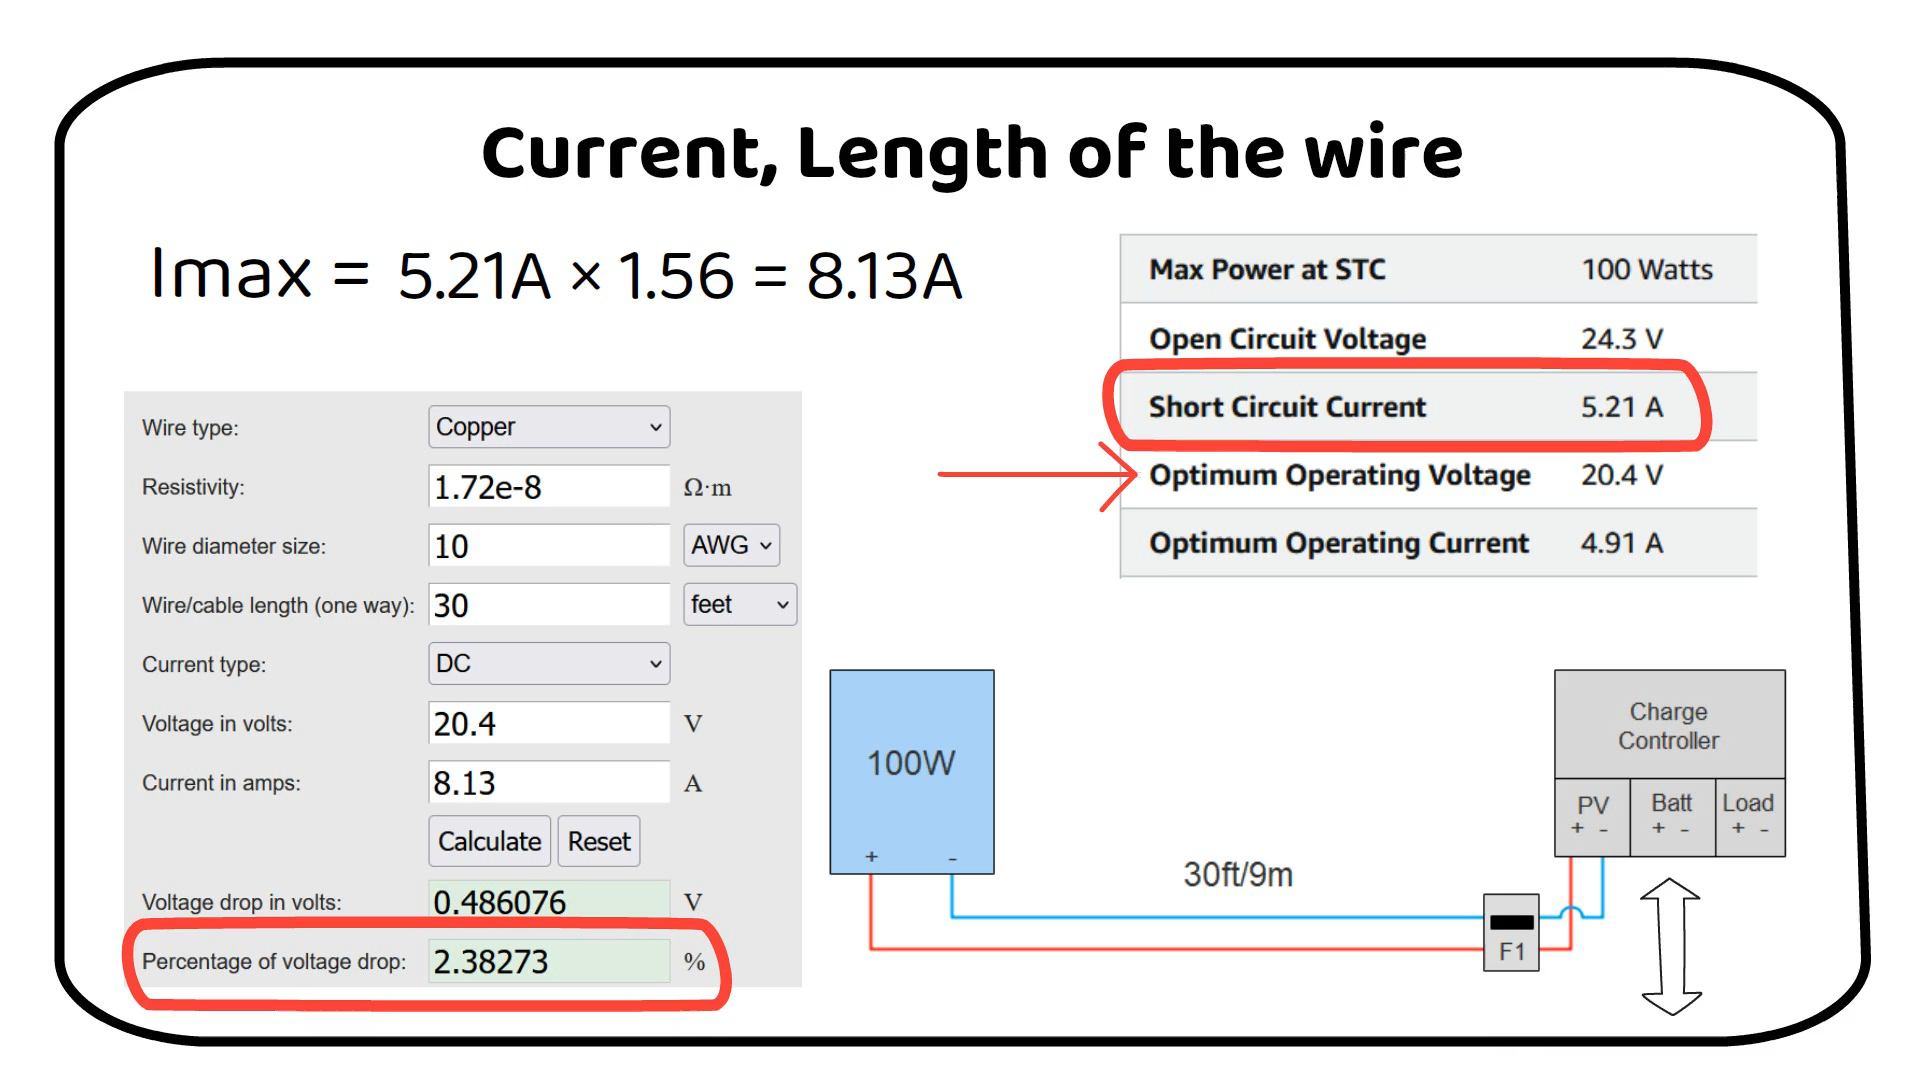 Current, Length of the wire
Imax = 5.21A × 1.56 = 8.13A
Max Power at STC 100 Watts
Open Circuit Voltage 24.3 V
Short Circuit Current 5.21 A
Optimum Operating Voltage 20.4 V
Optimum Operating Current 4.91 A
Wire type: Copper
Resistivity: 1.72e-8 Ω·m
Wire diameter size: 10 AWG
Wire/cable length (one way): 30 feet
Current type: DC
Voltage in volts: 20.4 V
Current in amps: 8.13 A
Calculate Reset
Voltage drop in volts: 0.486076 V
Percentage of voltage drop: 2.38273 %
100W
+ -
30ft/9m
F1
Charge
Controller
PV Batt Load
+ - + - + -